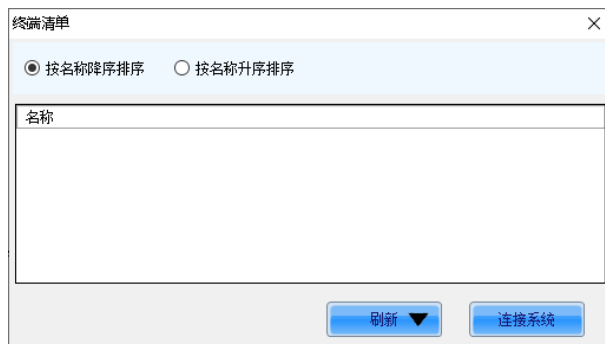 终端清单
按名称降序排序 按名称升序排序
名称
刷新 连接系统